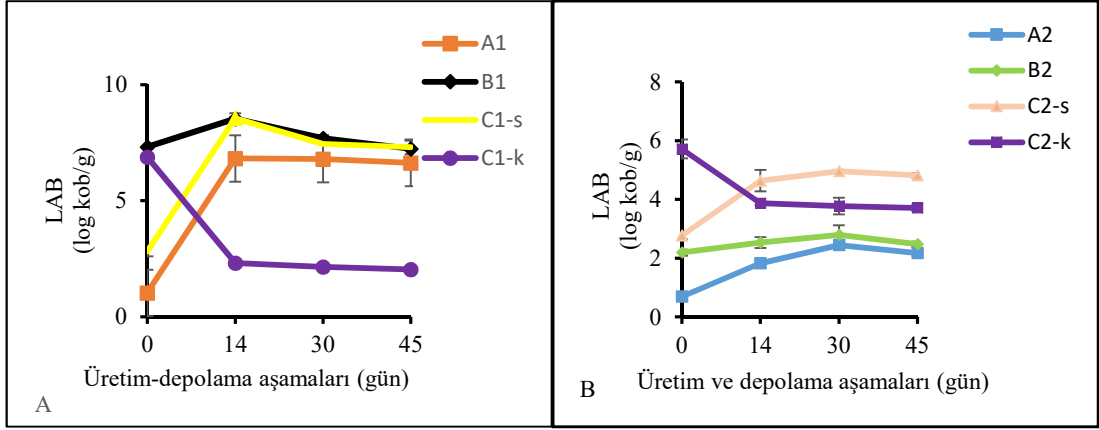 A1
B1
C1-s
C1-k
10
5
0
LAB
(log kob/g)
0 14 30 45
Üretim-depolama aşamaları (gün)
A
A2
B2
C2-s
C2-k
8
6
4
2
0
LAB
(log kob/g)
0 14 30 45
Üretim ve depolama aşamaları (gün)
B